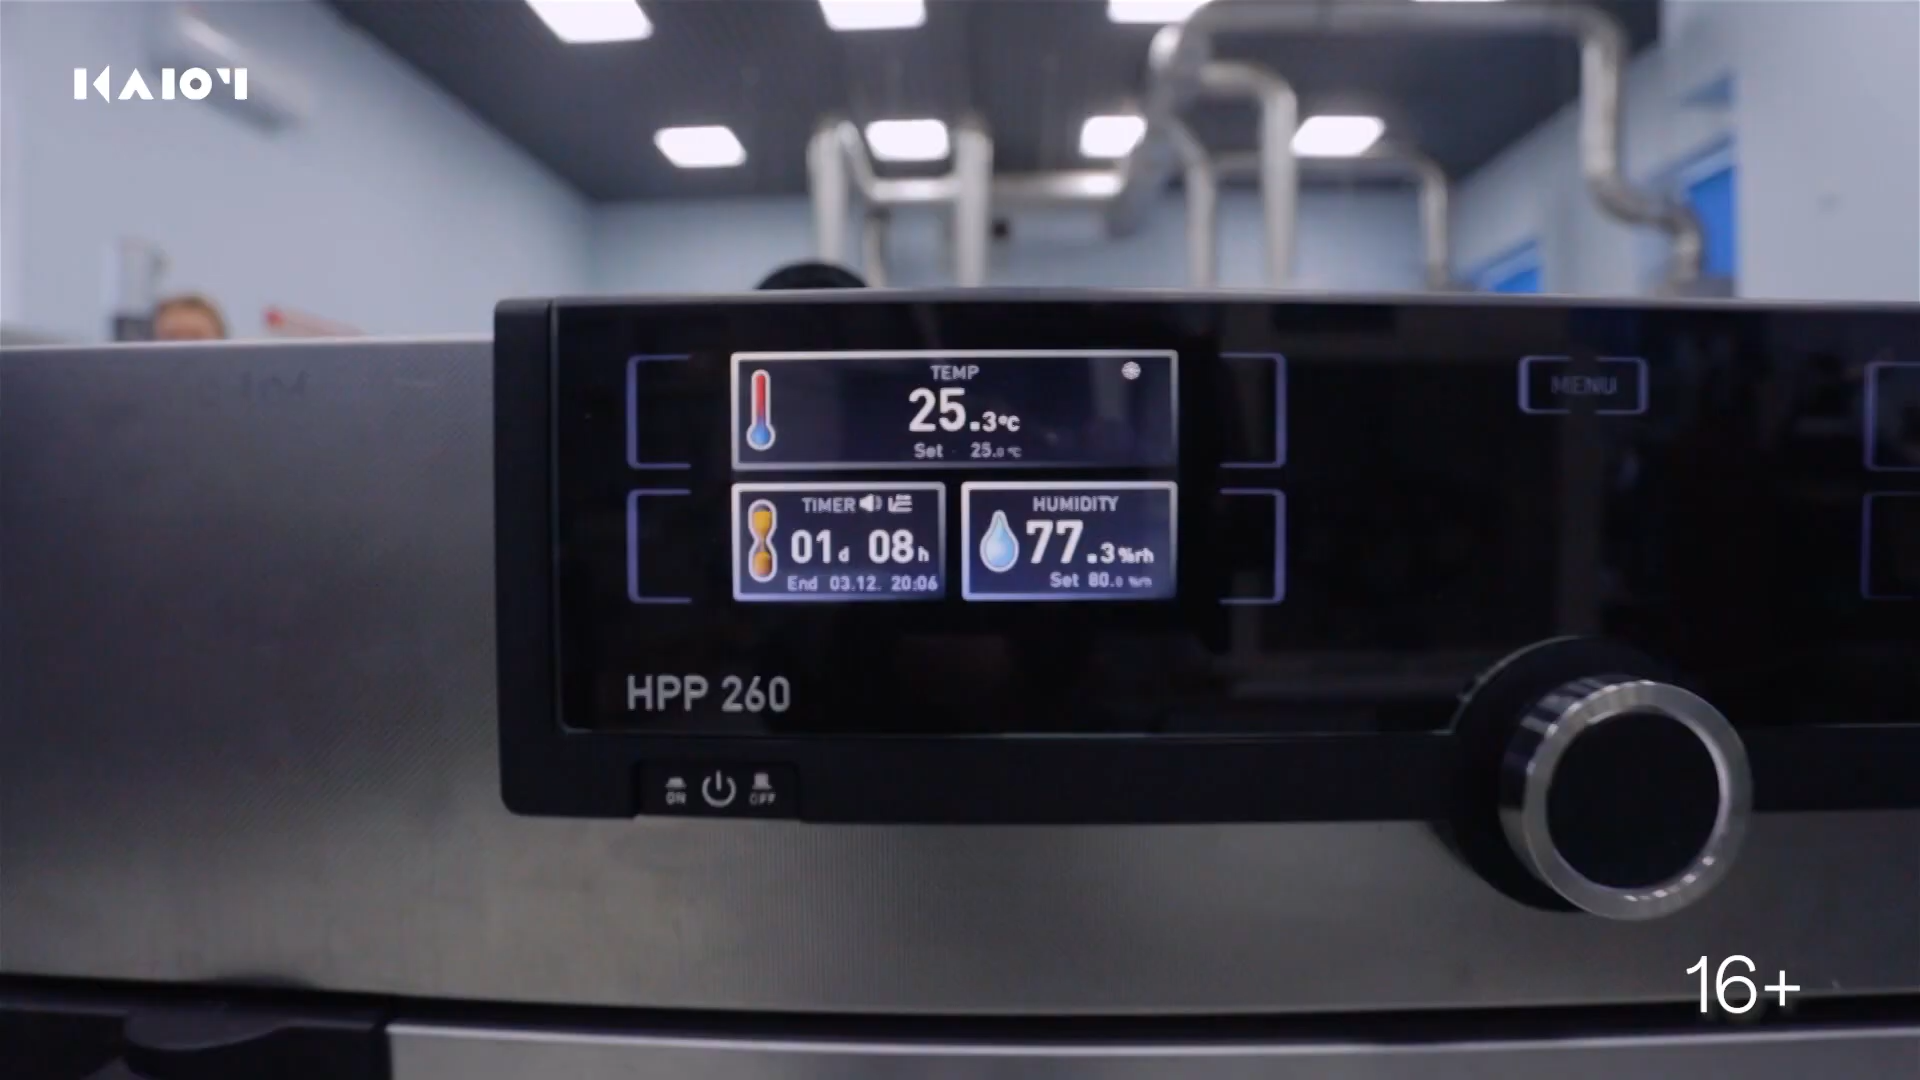 КЛЮЧ
TEMP
25.3°C
Set 25.0 °C
TIMER
01d 08h
End 03.12. 20:06
HUMIDITY
77.3%rh
Set 80.0 %rh
MENU
HPP 260
ON OFF
16+